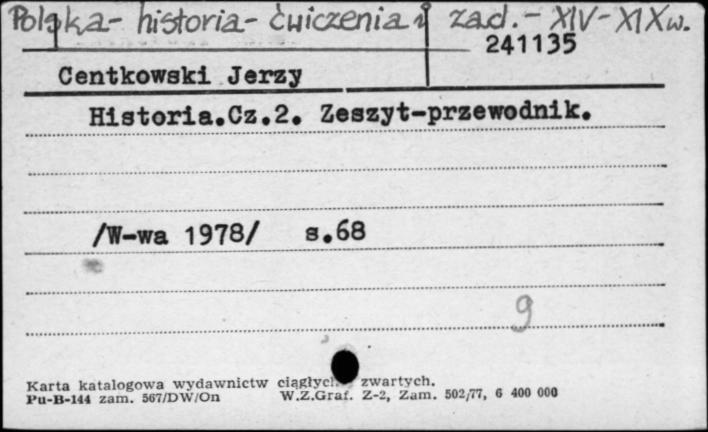 Polska - historia - ćwiczenia i zad. - XIV - XIX w.
241135
Centkowski Jerzy
Historia.Cz.2. Zeszyt-przewodnik.
/W-wa 1978/ s.68
9
Karta katalogowa wydawnictw ciągłych zwartych.
Pu-B-144 zam. 567/DW/On W.Z.Graf. Z-2, Zam. 502/77, 6 400 000